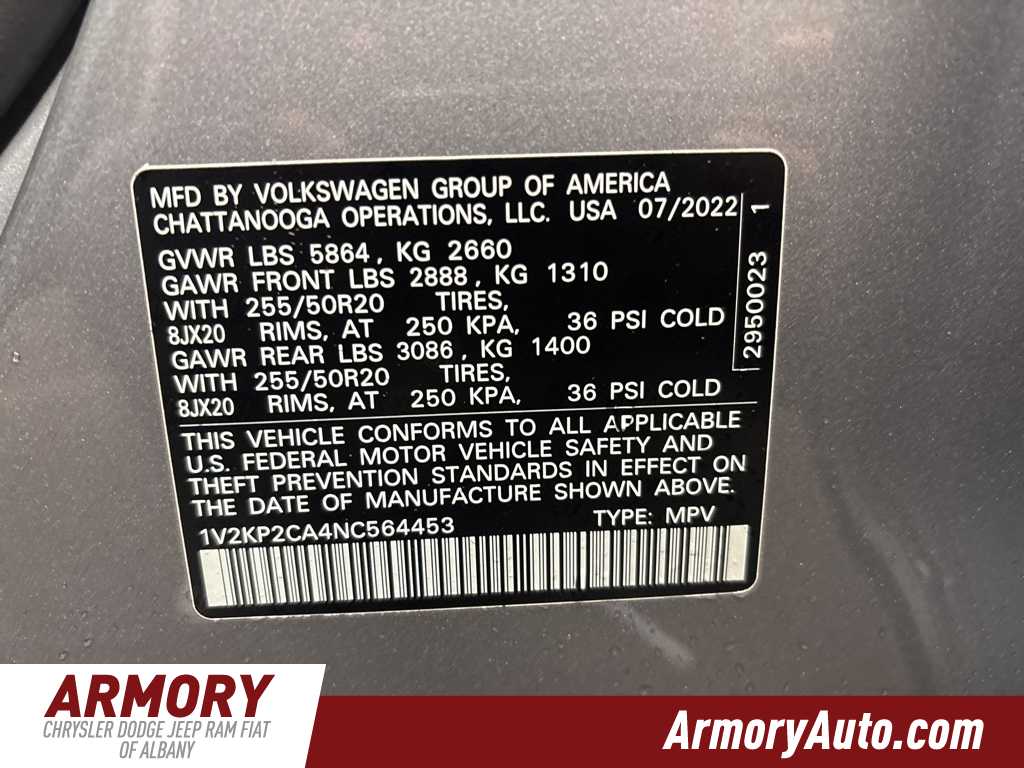 MFD BY VOLKSWAGEN GROUP OF AMERICA
CHATTANOOGA OPERATIONS, LLC. USA 07/2022
GVWR LBS 5864, KG 2660
GAWR FRONT LBS 2888, KG 1310
WITH 255/50R20 TIRES,
8JX20 RIMS, AT 250 KPA, 36 PSI COLD
GAWR REAR LBS 3086, KG 1400
WITH 255/50R20 TIRES,
8JX20 RIMS, AT 250 KPA, 36 PSI COLD
2950023 1
THIS VEHICLE CONFORMS TO ALL APPLICABLE
U.S. FEDERAL MOTOR VEHICLE SAFETY AND
THEFT PREVENTION STANDARDS IN EFFECT ON
THE DATE OF MANUFACTURE SHOWN ABOVE.
1V2KP2CA4NC564453 TYPE: MPV
ARMORY
CHRYSLER DODGE JEEP RAM FIAT
OF ALBANY
ArmoryAuto.com